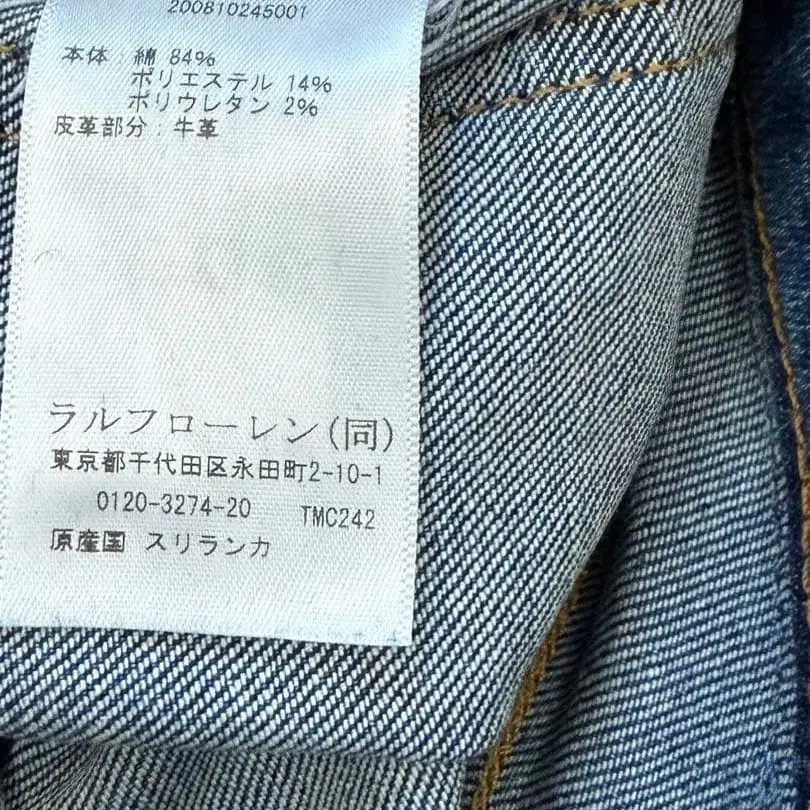 200810245001
本体：綿 84%
ポリエステル 14%
ポリウレタン 2%
皮革部分：牛革
ラルフローレン(同)
東京都千代田区永田町2-10-1
0120-3274-20 TMC242
原産国 スリランカ